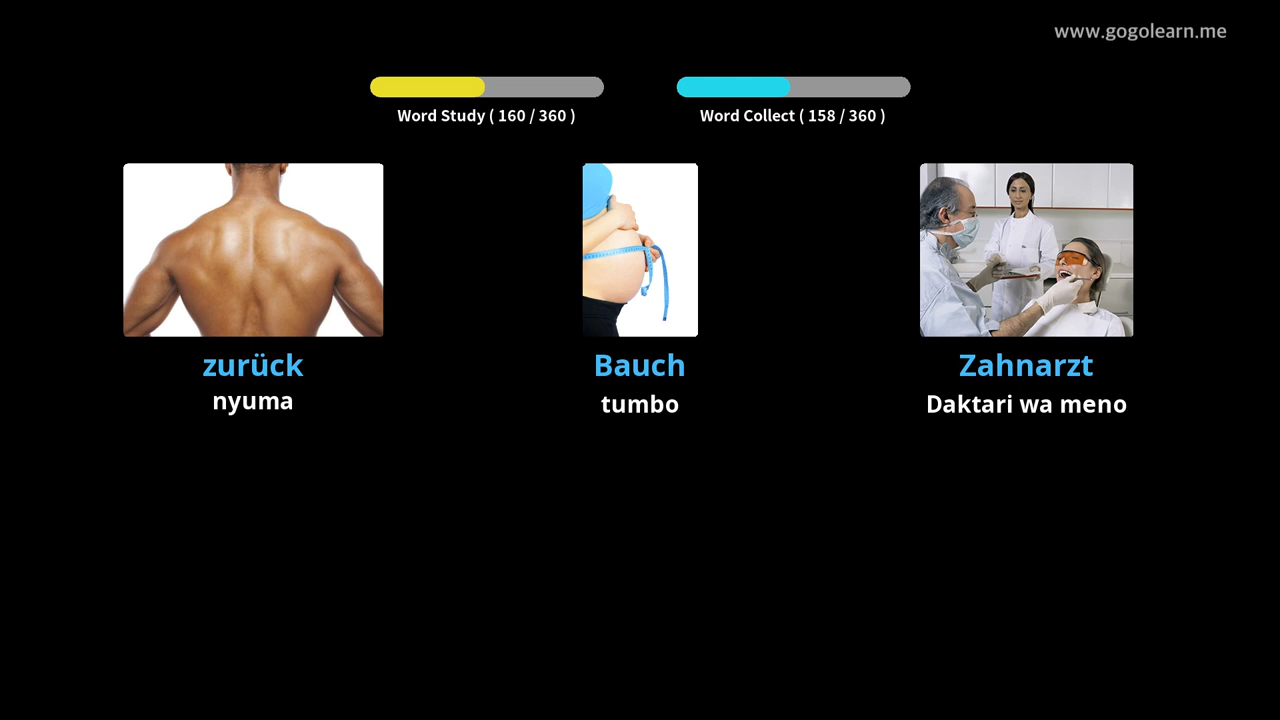 www.gogolearn.me
Word Study ( 160 / 360 )
Word Collect ( 158 / 360 )
zurück
nyuma
Bauch
tumbo
Zahnarzt
Daktari wa meno